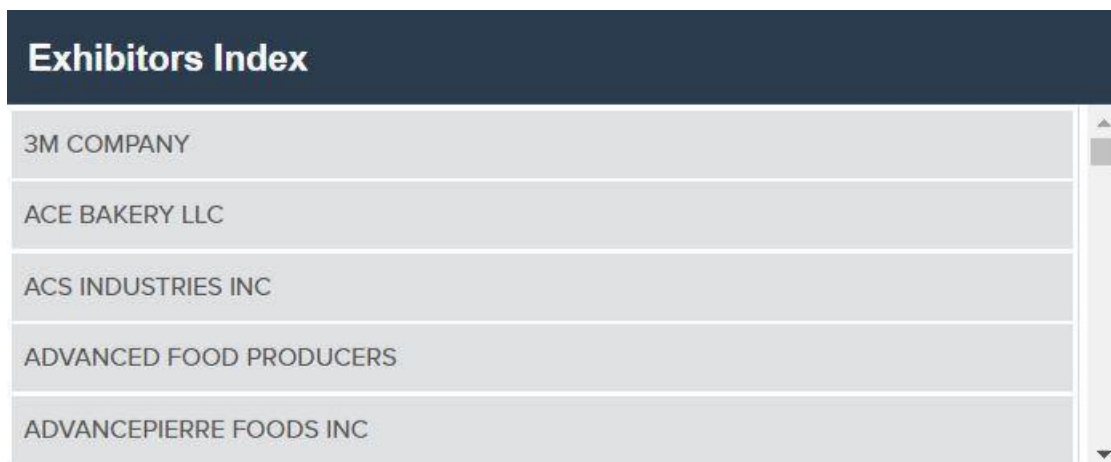 Exhibitors Index
3M COMPANY
ACE BAKERY LLC
ACS INDUSTRIES INC
ADVANCED FOOD PRODUCERS
ADVANCEPIERRE FOODS INC